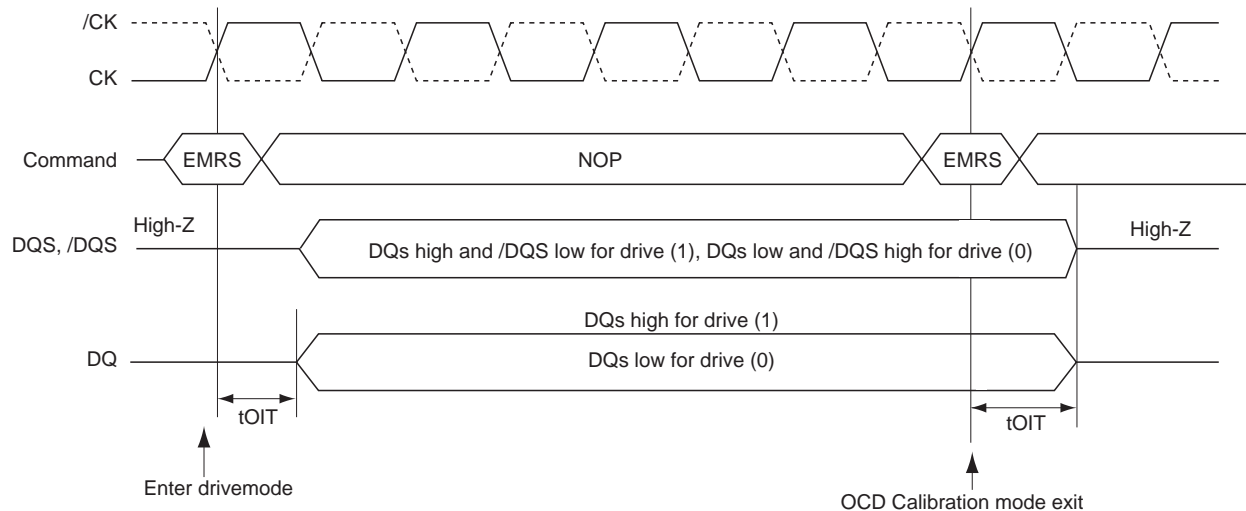 /CK
CK
Command
EMRS
NOP
EMRS
High-Z
High-Z
DQS, /DQS
DQs high and /DQS low for drive (1), DQs low and /DQS high for drive (0)
DQs high for drive (1)
DQ
DQs low for drive (0)
tOIT
tOIT
Enter drivemode
OCD Calibration mode exit